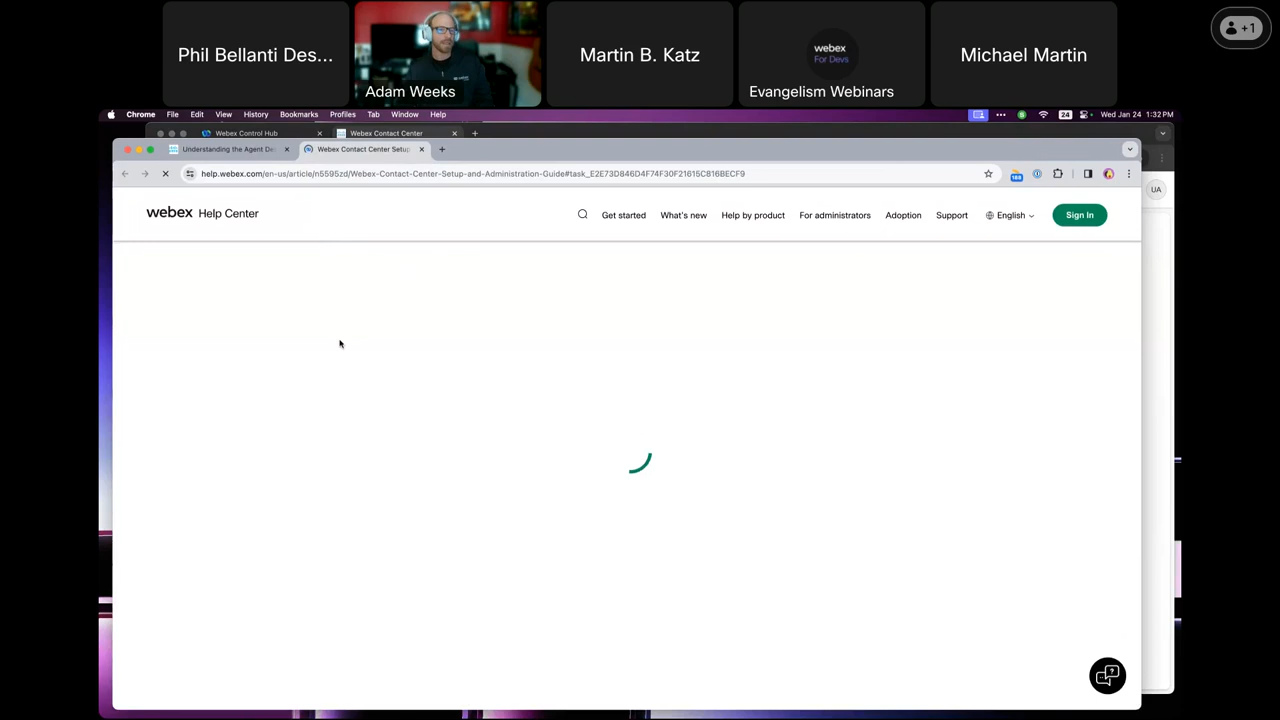 Phil Bellanti Des...
Adam Weeks
Martin B. Katz
webex
For Devs
Evangelism Webinars
Michael Martin
+1
Chrome File Edit View History Bookmarks Profiles Tab Window Help
24 Wed Jan 24 1:32 PM
Webex Control Hub
Webex Contact Center
Understanding the Agent De
Webex Contact Center Setup
help.webex.com/en-us/article/n5595zd/Webex-Contact-Center-Setup-and-Administration-Guide#task_E2E73D846D4F74F30F21615C816BECF9
UA
webex Help Center
Get started What's new Help by product For administrators Adoption Support English Sign In